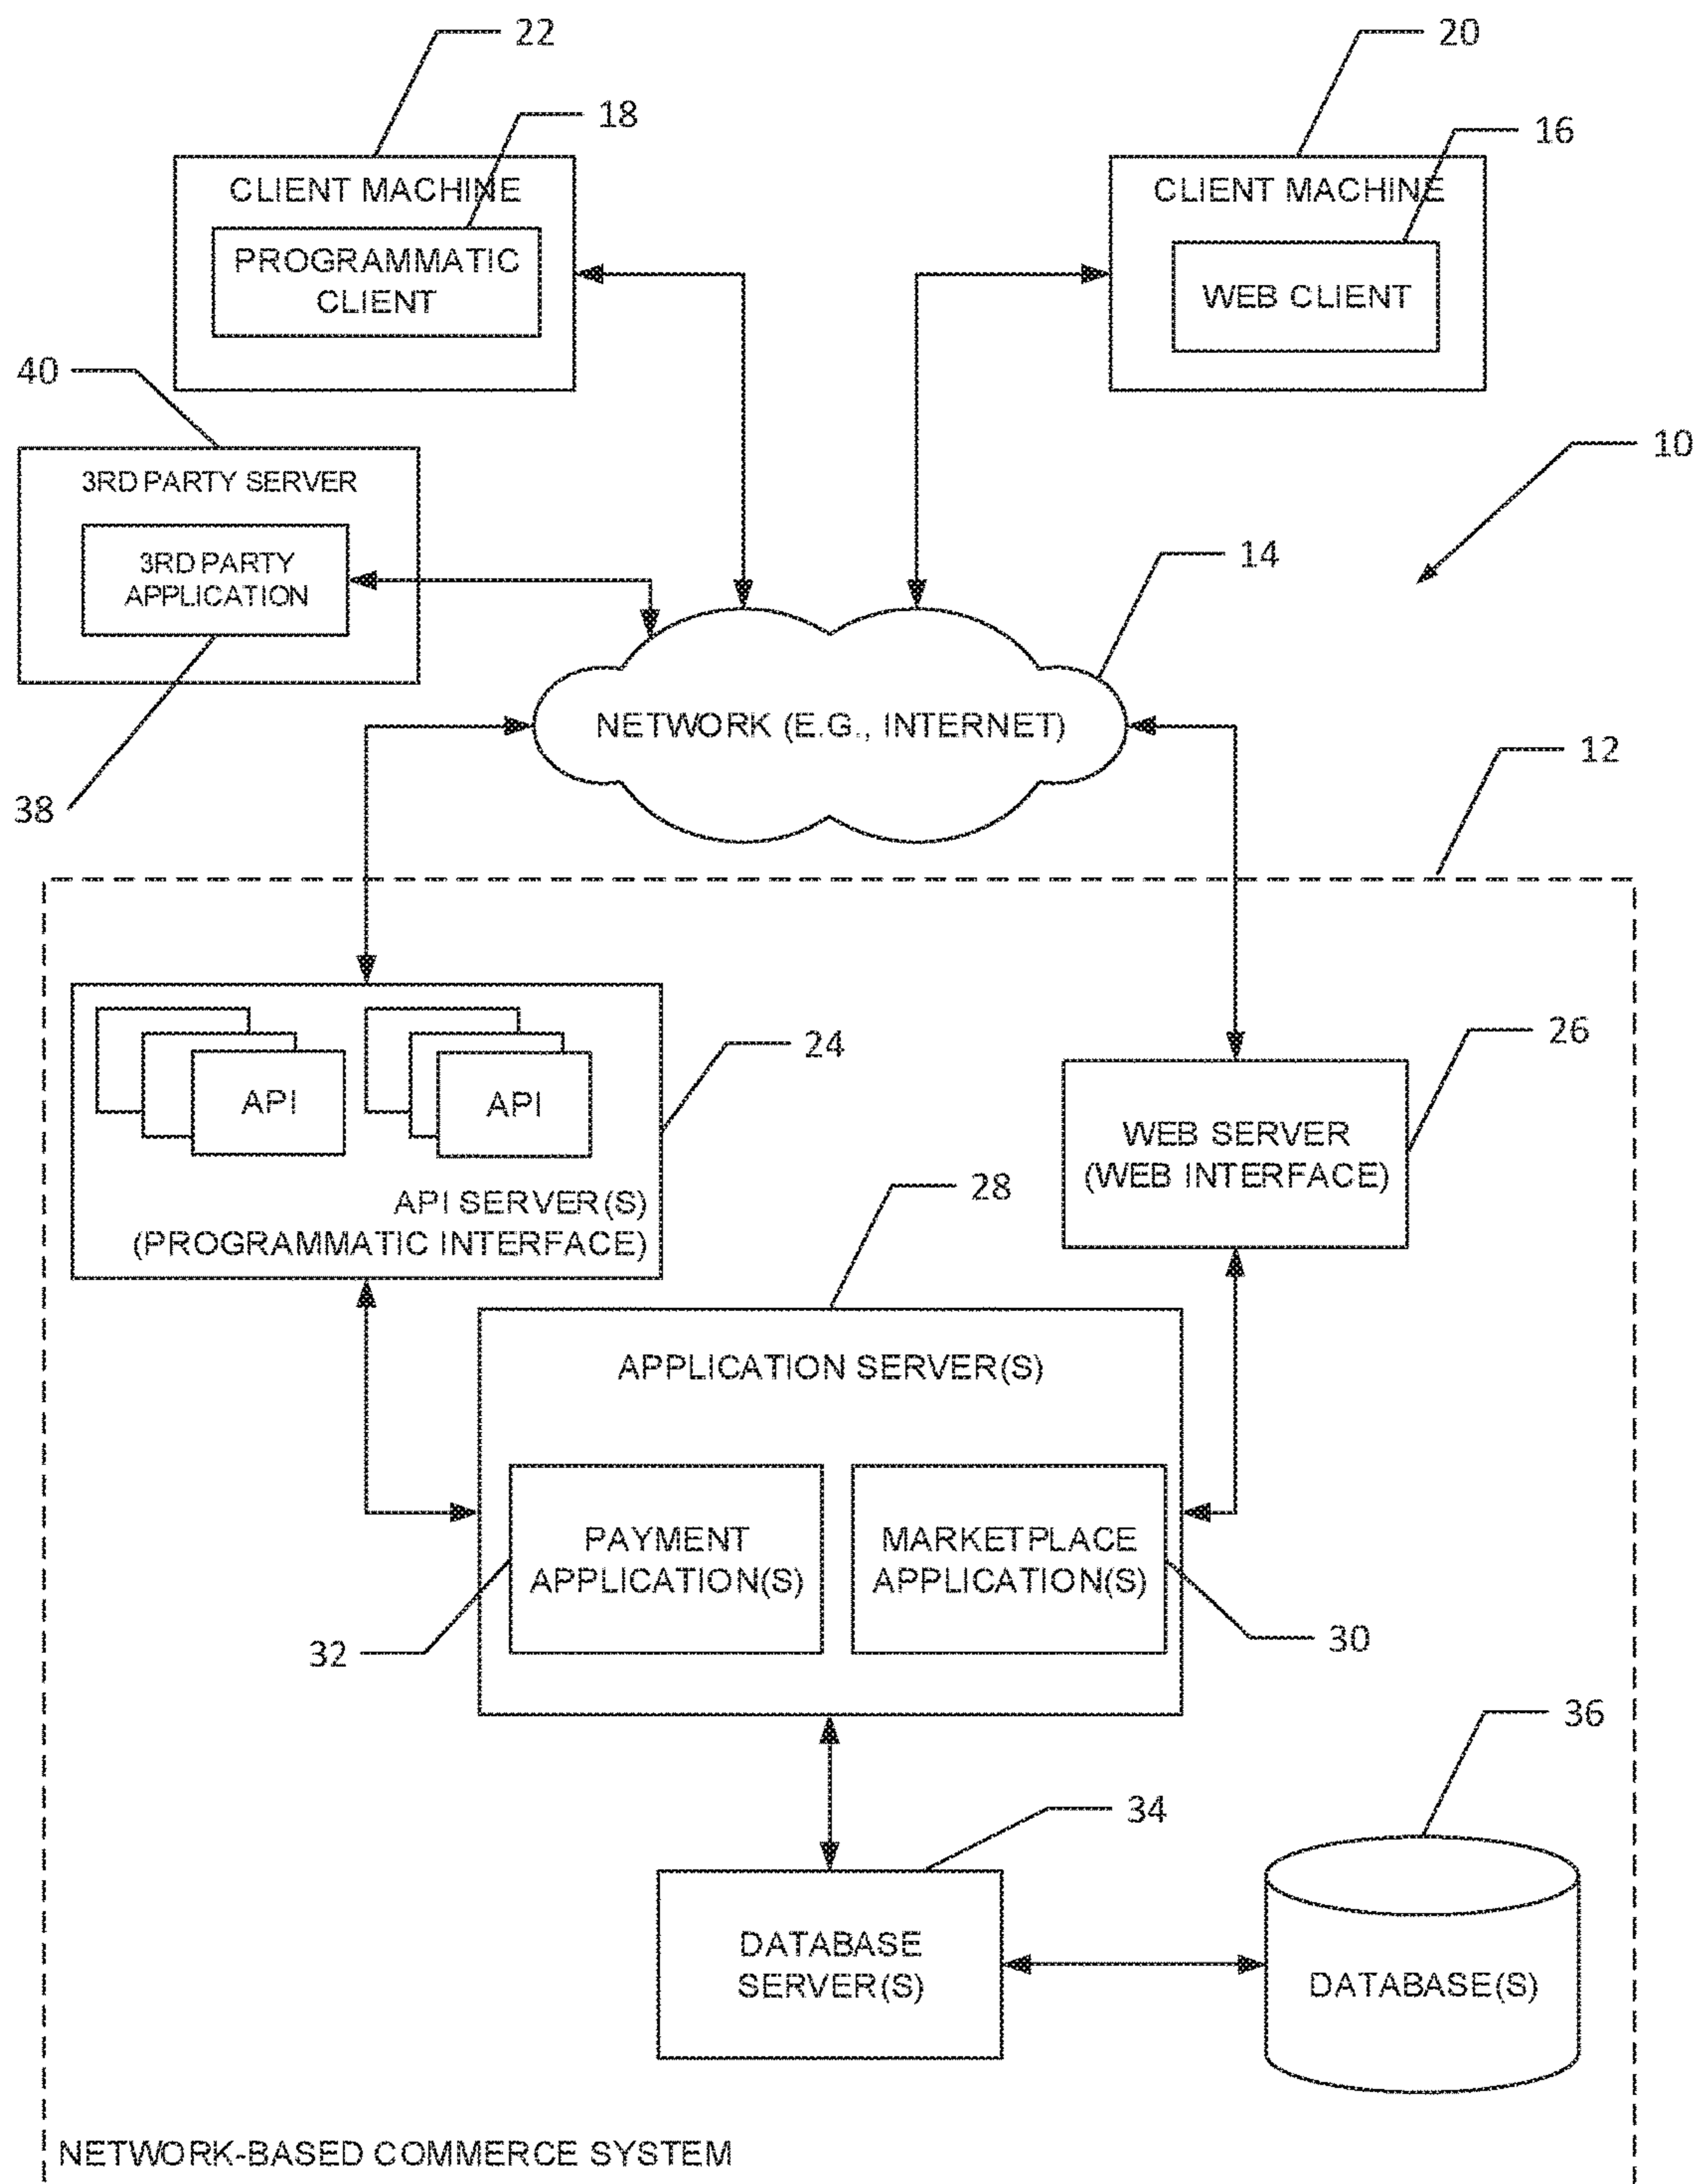 22
20
18
16
CLIENT MACHINE
CLIENT MACHINE
PROGRAMMATIC
CLIENT
WEB CLIENT
40
10
3RD PARTY SERVER
3RD PARTY
APPLICATION
14
NETWORK (E.G., INTERNET)
38
12
24
26
API
API
API SERVER(S)
(PROGRAMMATIC INTERFACE)
WEB SERVER
(WEB INTERFACE)
28
APPLICATION SERVER(S)
PAYMENT
APPLICATION(S)
MARKETPLACE
APPLICATION(S)
32
30
36
34
DATABASE
SERVER(S)
DATABASE(S)
NETWORK-BASED COMMERCE SYSTEM